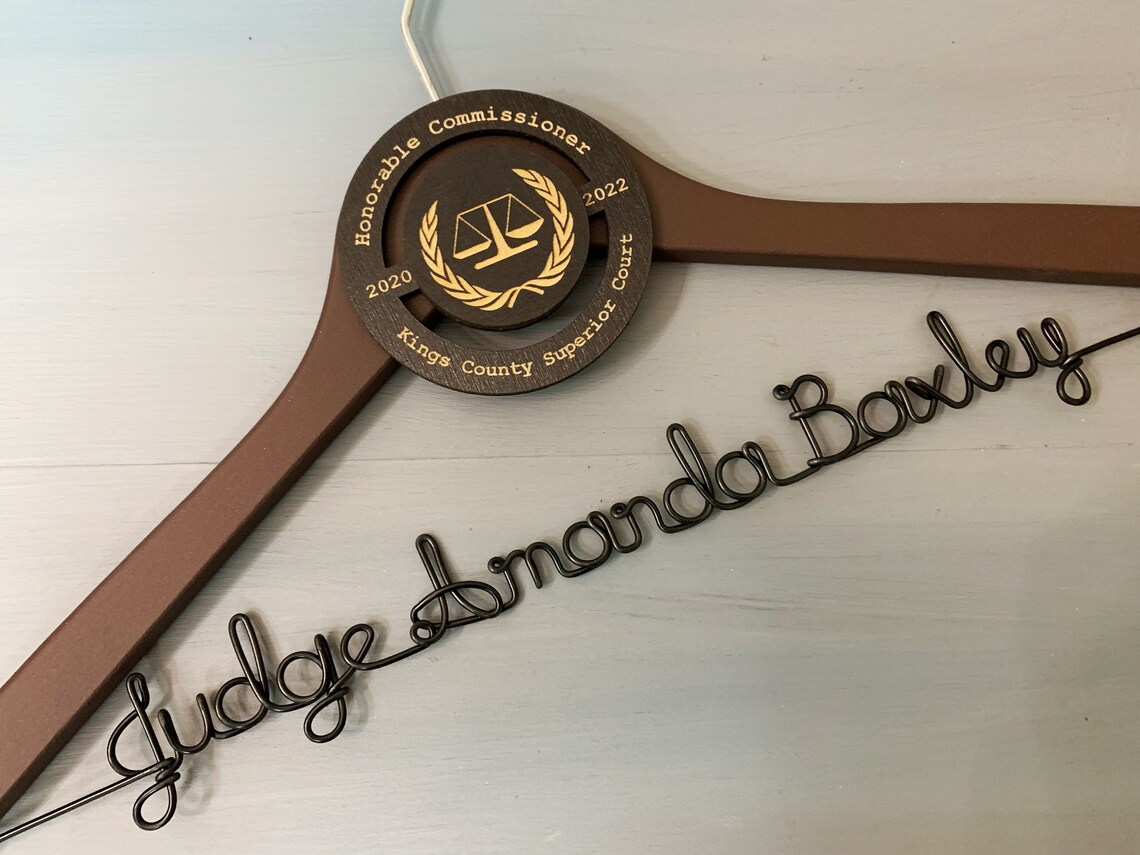 Honorable Commissioner
2020
2022
Kings County Superior Court
Judge Amanda Baxley